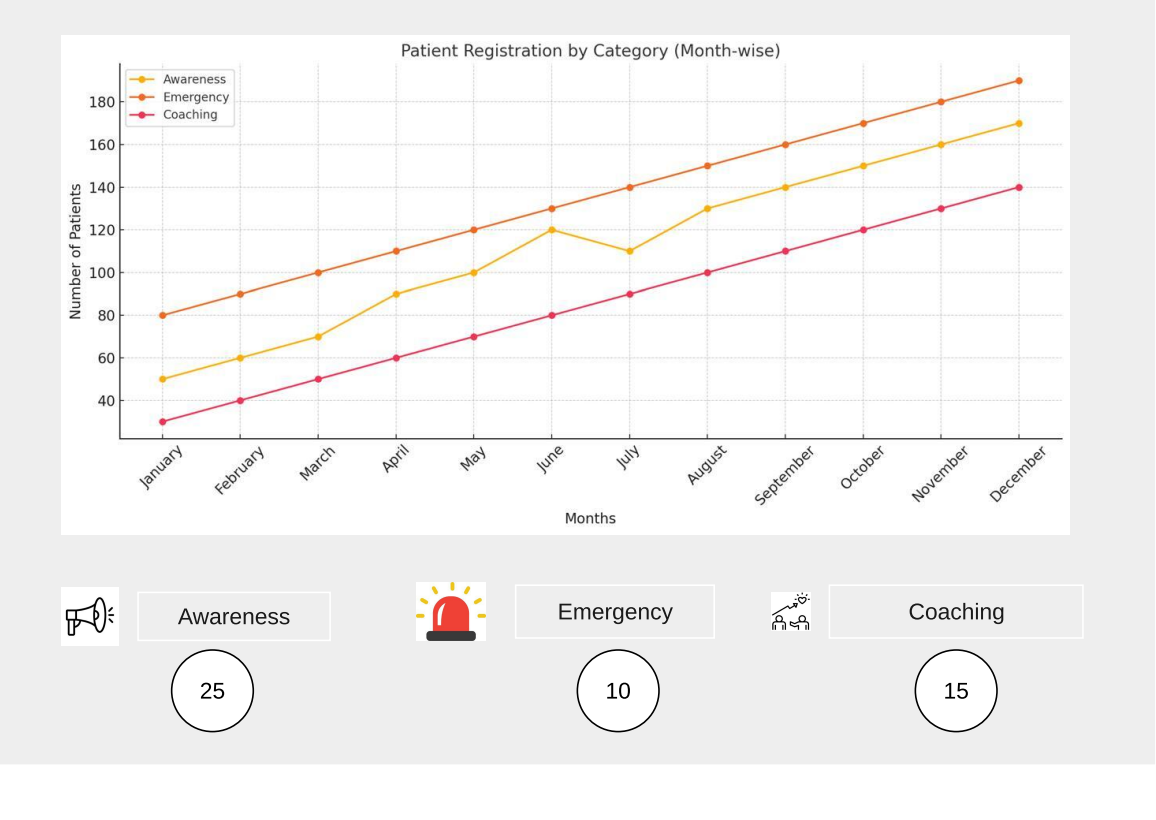 Patient Registration by Category (Month-wise)
Awareness
Emergency
Coaching
Number of Patients
180
160
140
120
100
80
60
40
January
February
March
April
May
June
July
August
September
October
November
December
Months
Awareness
Emergency
Coaching
25
10
15